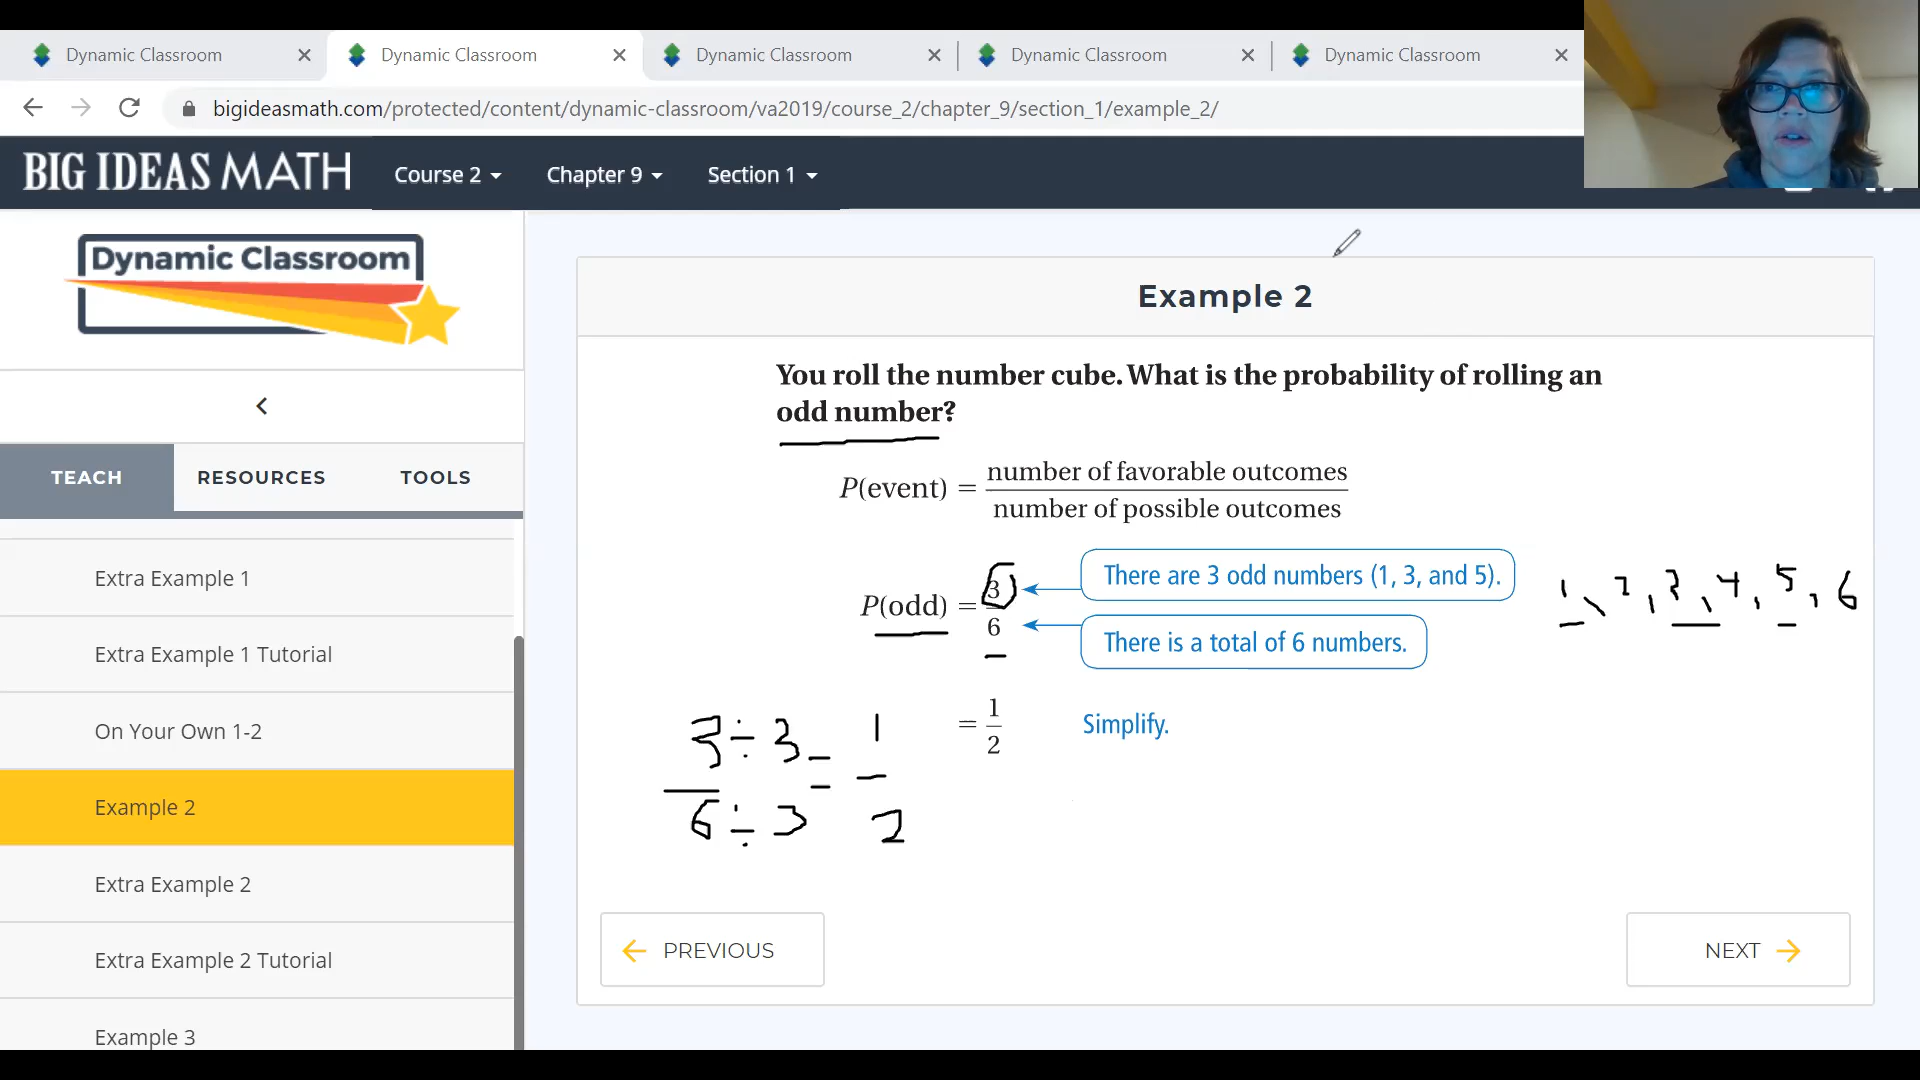 Dynamic Classroom
Dynamic Classroom
Dynamic Classroom
Dynamic Classroom
Dynamic Classroom
bigideasmath.com/protected/content/dynamic-classroom/va2019/course_2/chapter_9/section_1/example_2/
BIG IDEAS MATH
Course 2
Chapter 9
Section 1
Dynamic Classroom
TEACH
RESOURCES
TOOLS
Extra Example 1
Extra Example 1 Tutorial
On Your Own 1-2
Example 2
Extra Example 2
Extra Example 2 Tutorial
Example 3
Example 2
You roll the number cube. What is the probability of rolling an
odd number?
P(event) = number of favorable outcomes
number of possible outcomes
P(odd) = 3
6
There are 3 odd numbers (1, 3, and 5).
There is a total of 6 numbers.
1, 2, 3, 4, 5, 6
= 1
2
Simplify.
3 ÷ 3 = 1
6 ÷ 3 2
PREVIOUS
NEXT